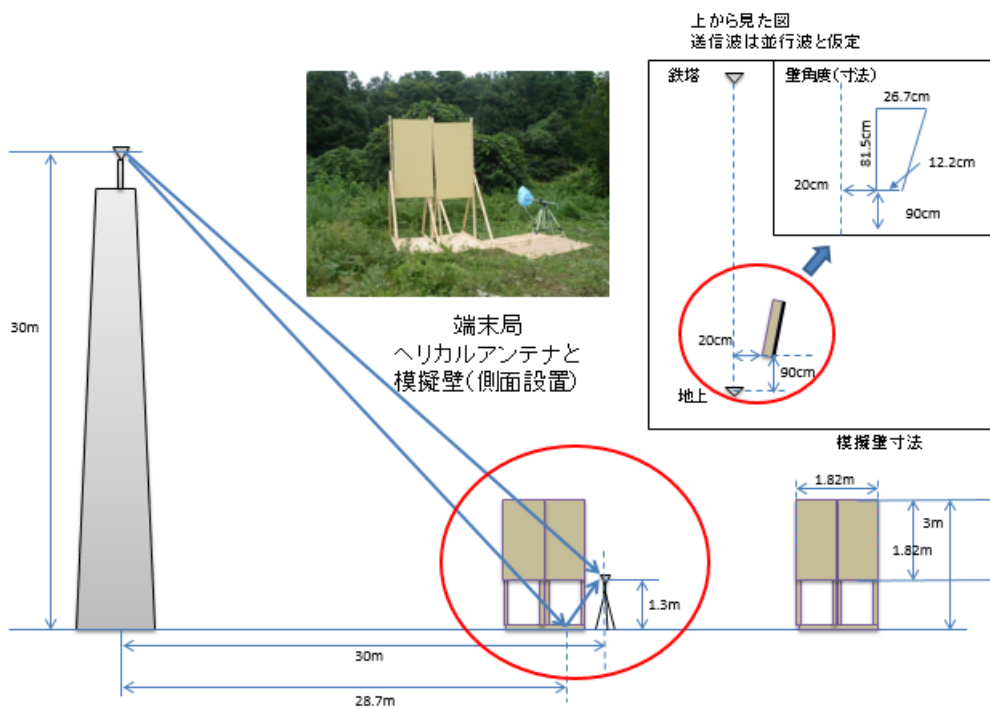 上から見た図
送信波は並行波と仮定
鉄塔
壁角度(寸法)
26.7cm
81.5cm
12.2cm
20cm
90cm
30m
端末局
ヘリカルアンテナと
模擬壁(側面設置)
20cm
90cm
地上
模擬壁寸法
1.82m
3m
1.82m
1.3m
30m
28.7m